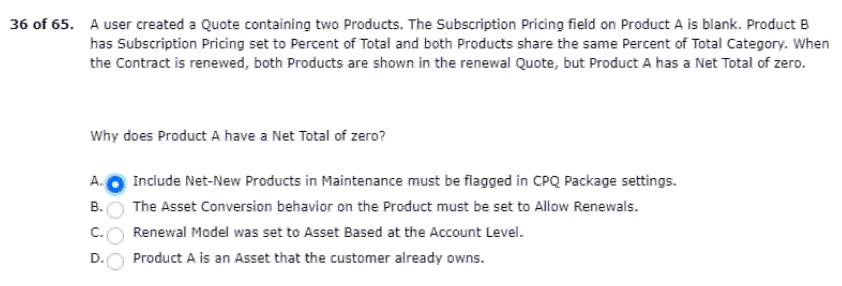 36 of 65. A user created a Quote containing two Products. The Subscription Pricing field on Product A is blank. Product B
has Subscription Pricing set to Percent of Total and both Products share the same Percent of Total Category. When
the Contract is renewed, both Products are shown in the renewal Quote, but Product A has a Net Total of zero.
Why does Product A have a Net Total of zero?
A. Include Net-New Products in Maintenance must be flagged in CPQ Package settings.
B. The Asset Conversion behavior on the Product must be set to Allow Renewals.
C. Renewal Model was set to Asset Based at the Account Level.
D. Product A is an Asset that the customer already owns.